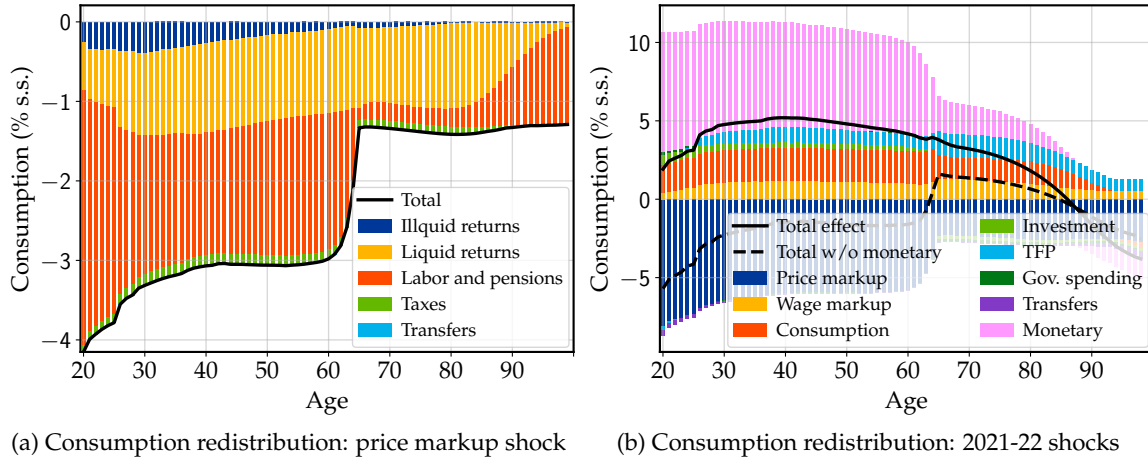 Consumption (% s.s.)
0
−1
−2
−3
−4
Total
Illquid returns
Liquid returns
Labor and pensions
Taxes
Transfers
20 30 40 50 60 70 80 90
Age
(a) Consumption redistribution: price markup shock
Consumption (% s.s.)
10
5
0
−5
Total effect
Total w/o monetary
Price markup
Wage markup
Consumption
Investment
TFP
Gov. spending
Transfers
Monetary
20 30 40 50 60 70 80 90
Age
(b) Consumption redistribution: 2021-22 shocks